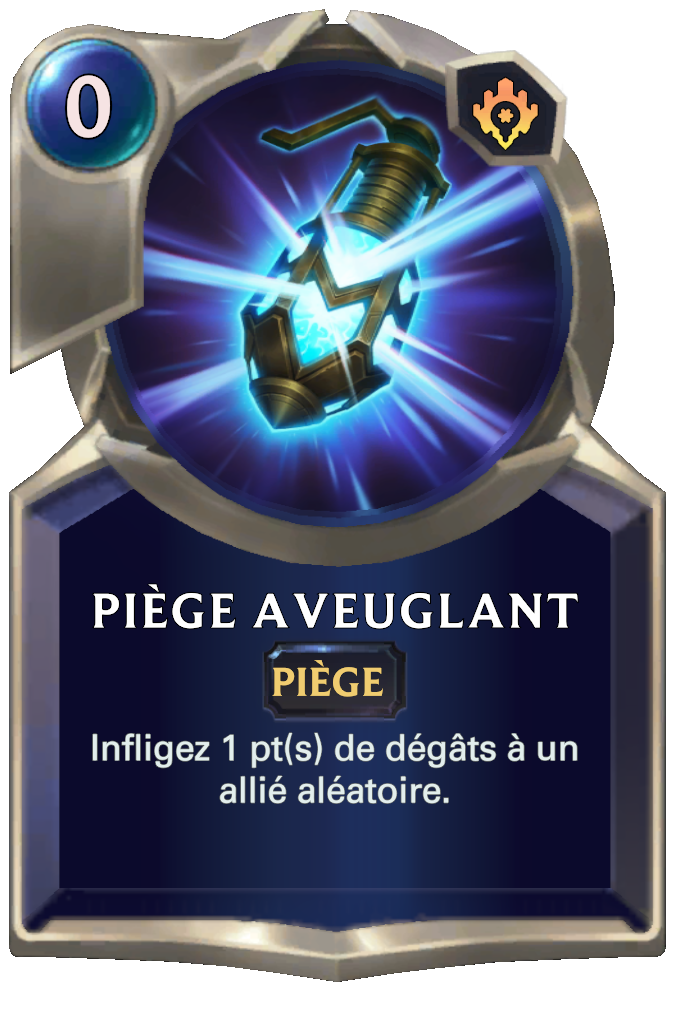 0
PIÈGE AVEUGLANT
PIÈGE
Infligez 1 pt(s) de dégâts à un
allié aléatoire.